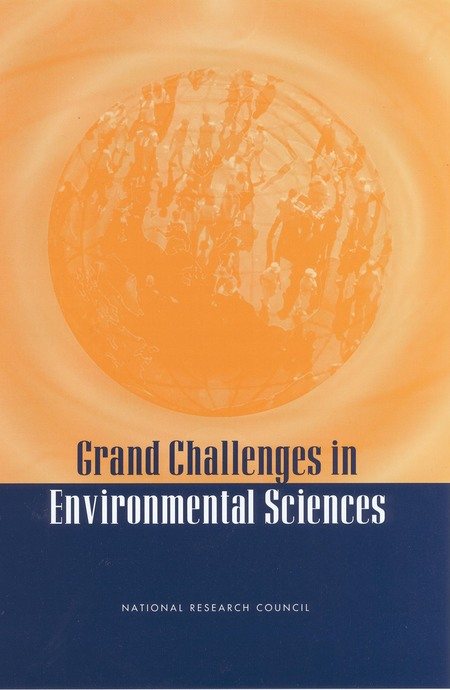 Grand Challenges in
Environmental Sciences
NATIONAL RESEARCH COUNCIL